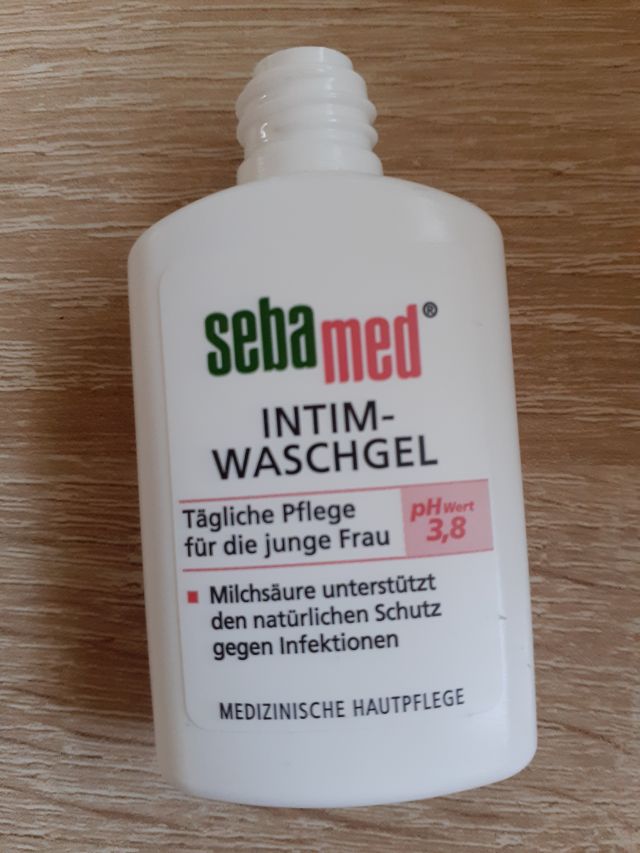 sebamed®
INTIM-
WASCHGEL
Tägliche Pflege
für die junge Frau
pH Wert
3,8
▪ Milchsäure unterstützt
den natürlichen Schutz
gegen Infektionen
MEDIZINISCHE HAUTPFLEGE